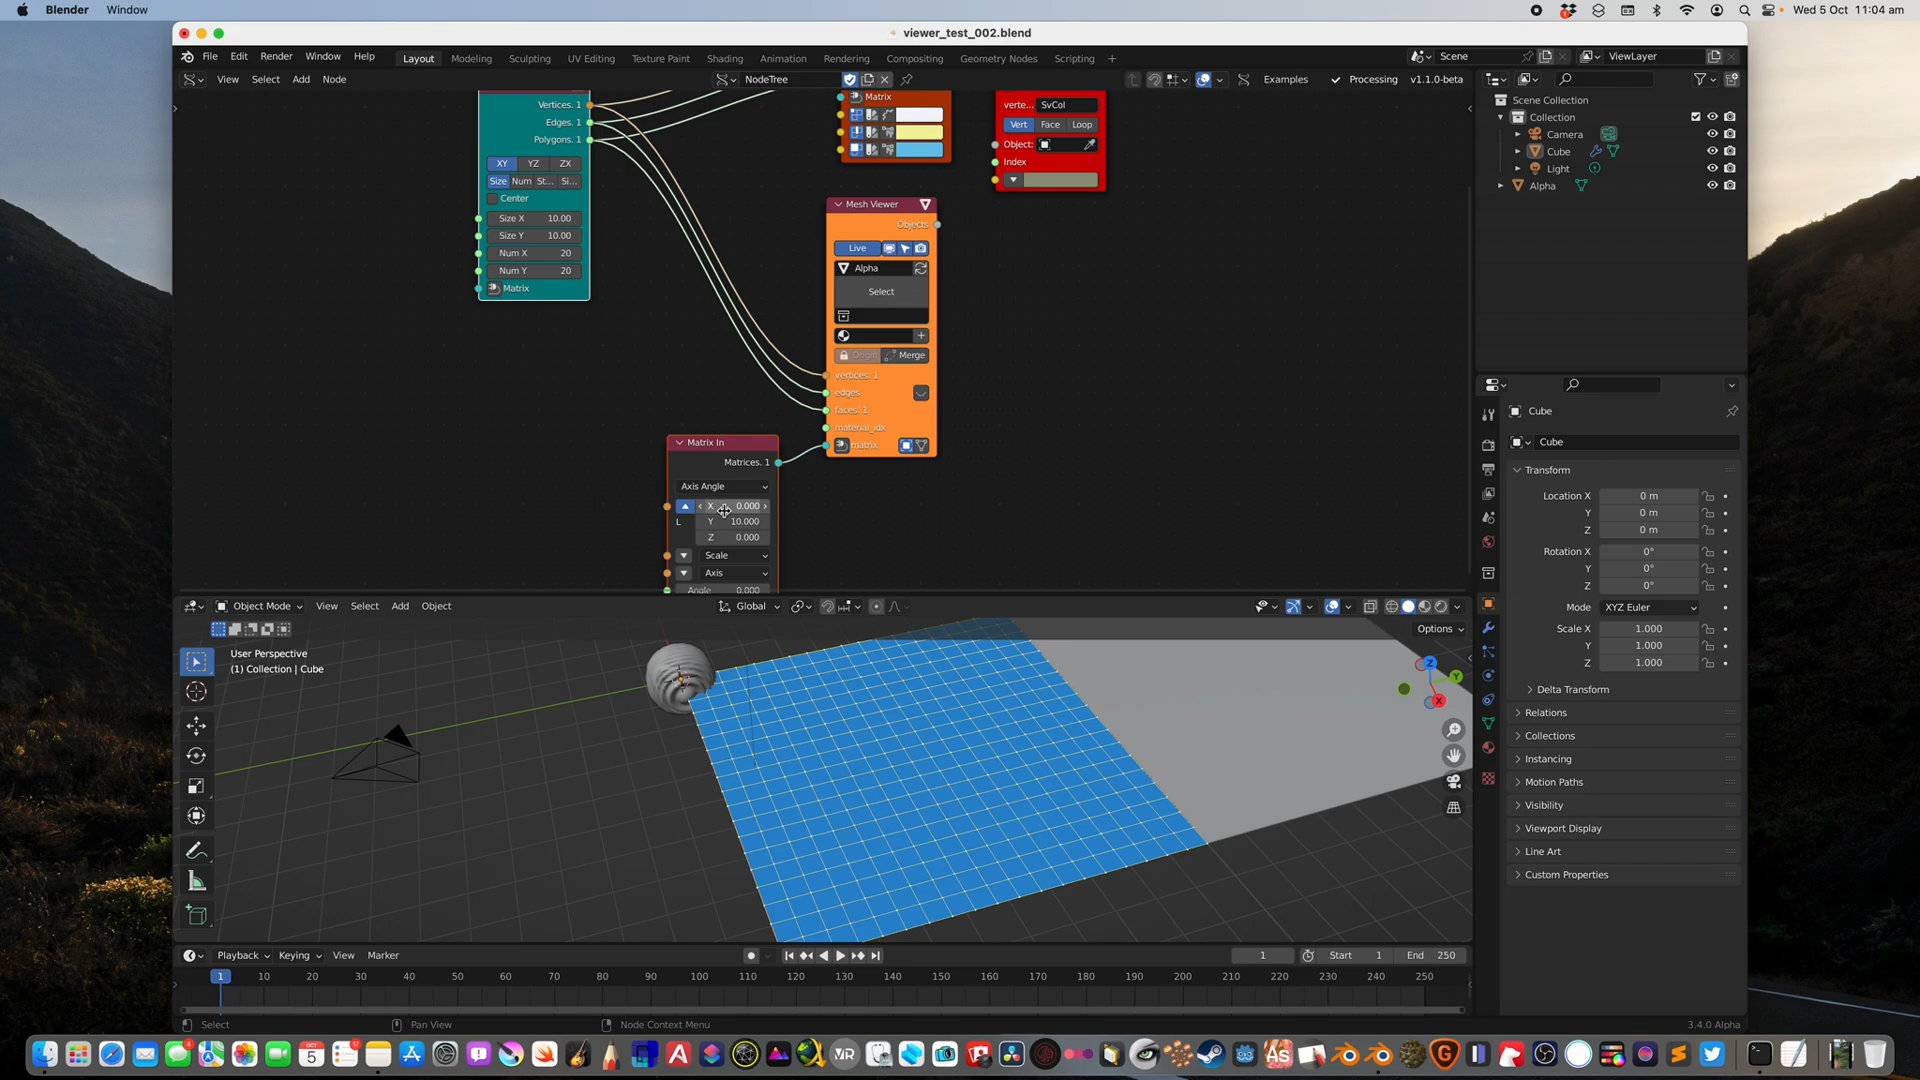 Blender Window Wed 5 Oct 11:04 am
viewer_test_002.blend
File Edit Render Window Help Layout Modeling Sculpting UV Editing Texture Paint Shading Animation Rendering Compositing Geometry Nodes Scripting + Scene ViewLayer
View Select Add Node NodeTree Examples Processing v1.1.0-beta
Vertices. 1
Edges. 1
Polygons. 1
XY YZ ZX
Size Num St... Si...
Center
Size X 10.00
Size Y 10.00
Num X 20
Num Y 20
Matrix
Matrix
verte... SvCol
Vert Face Loop
Object:
Index
Mesh Viewer
Objects
Live
Alpha
Select
Origin Merge
vertices. 1
edges
faces. 1
material_idx
matrix
Matrix In
Matrices. 1
Axis Angle
X 0.000
L Y 10.000
Z 0.000
Scale
Axis
Angle 0.000
Scene Collection
Collection
Camera
Cube
Light
Alpha
Cube
Cube
Transform
Location X 0 m
Y 0 m
Z 0 m
Rotation X 0°
Y 0°
Z 0°
Mode XYZ Euler
Scale X 1.000
Y 1.000
Z 1.000
Delta Transform
Relations
Collections
Instancing
Motion Paths
Visibility
Viewport Display
Line Art
Custom Properties
Object Mode View Select Add Object Global
Options
User Perspective
(1) Collection | Cube
Z
Y
X
Playback Keying View Marker 1 Start 1 End 250
1 10 20 30 40 50 60 70 80 90 100 110 120 130 140 150 160 170 180 190 200 210 220 230 240 250
Select Pan View Node Context Menu 3.4.0 Alpha